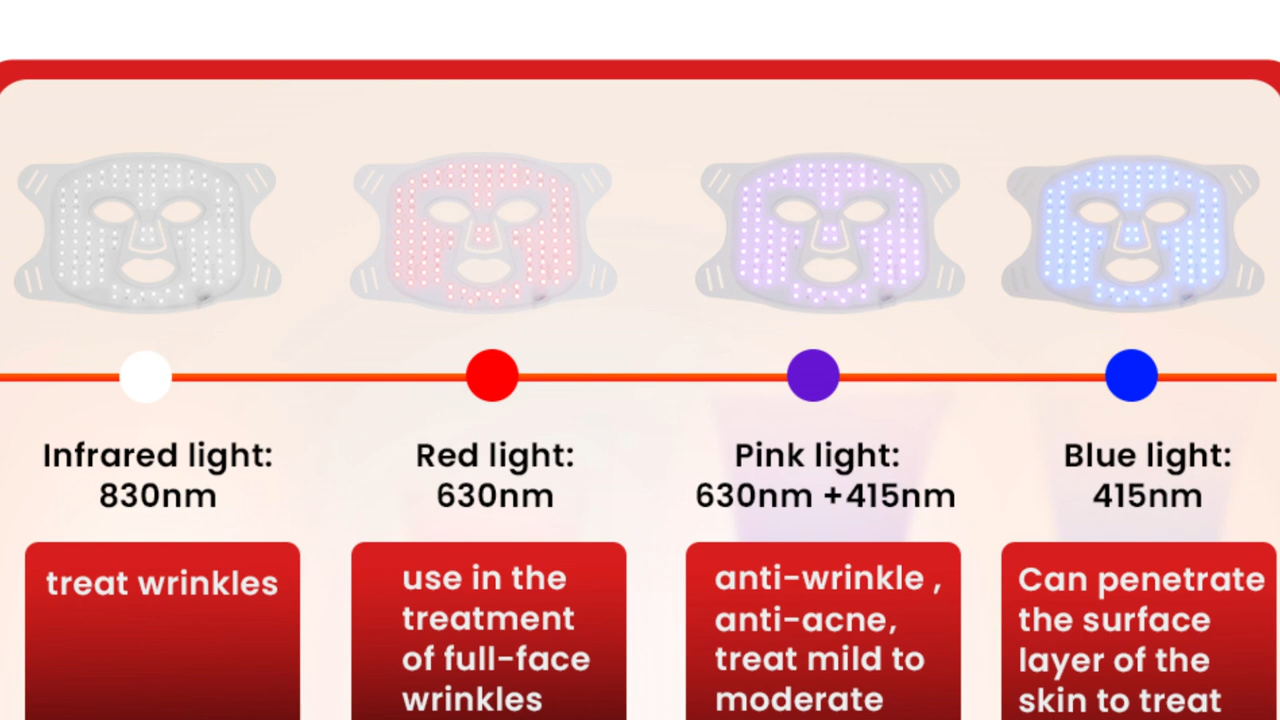 Infrared light:
830nm
Red light:
630nm
Pink light:
630nm +415nm
Blue light:
415nm
treat wrinkles
use in the
treatment
of full-face
wrinkles
anti-wrinkle ,
anti-acne,
treat mild to
moderate
Can penetrate
the surface
layer of the
skin to treat